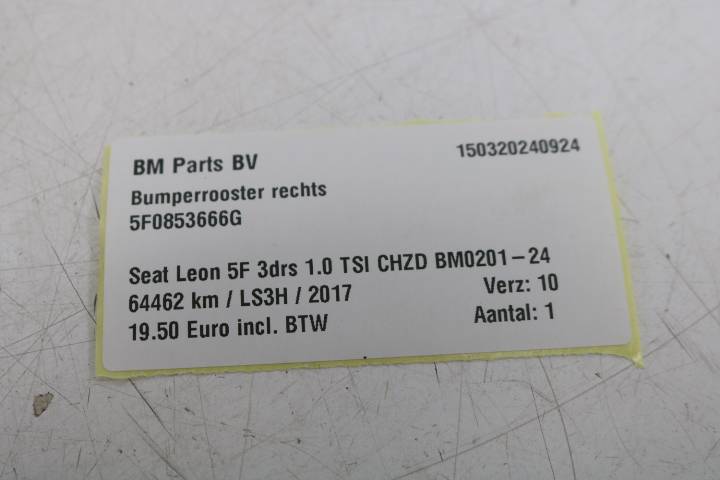 BM Parts BV 150320240924
Bumperrooster rechts
5F0853666G
Seat Leon 5F 3drs 1.0 TSI CHZD BM0201-24
64462 km / LS3H / 2017 Verz: 10
19.50 Euro incl. BTW Aantal: 1